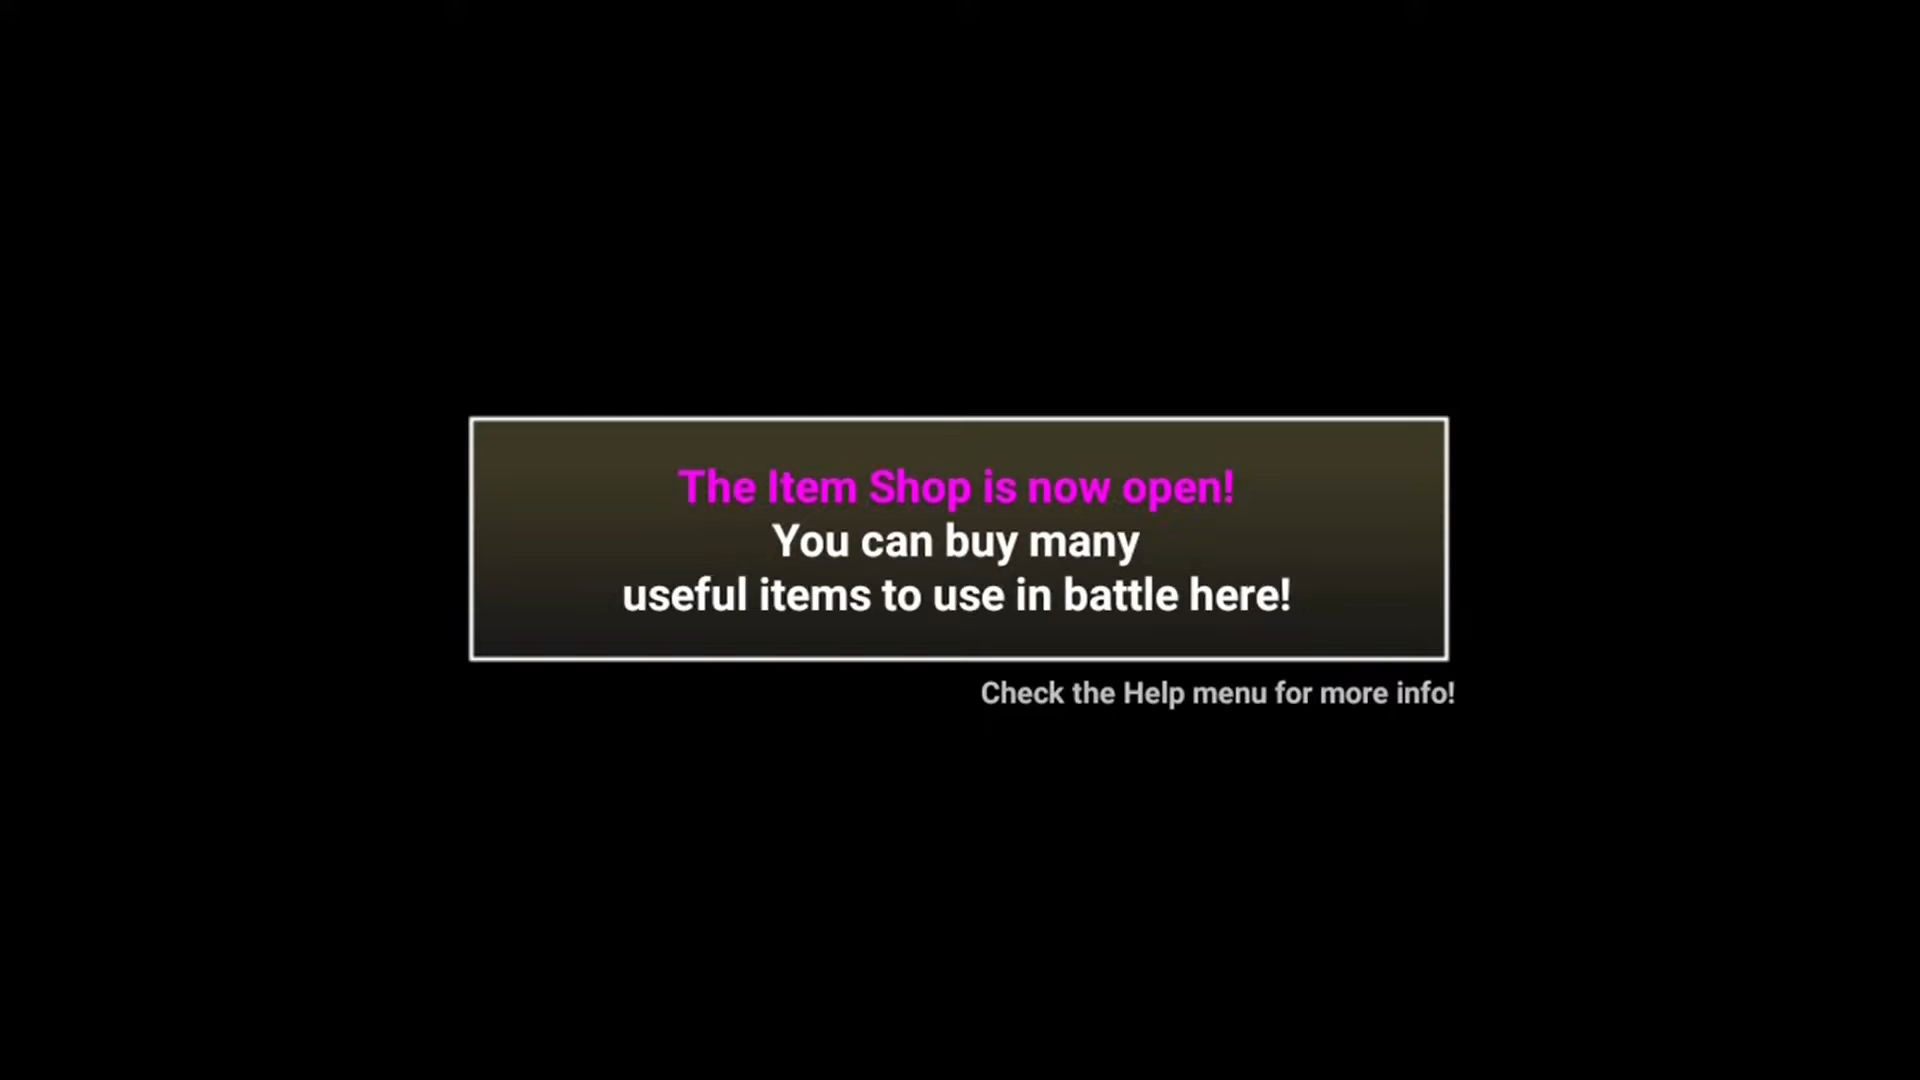 The Item Shop is now open!
You can buy many
useful items to use in battle here!
Check the Help menu for more info!